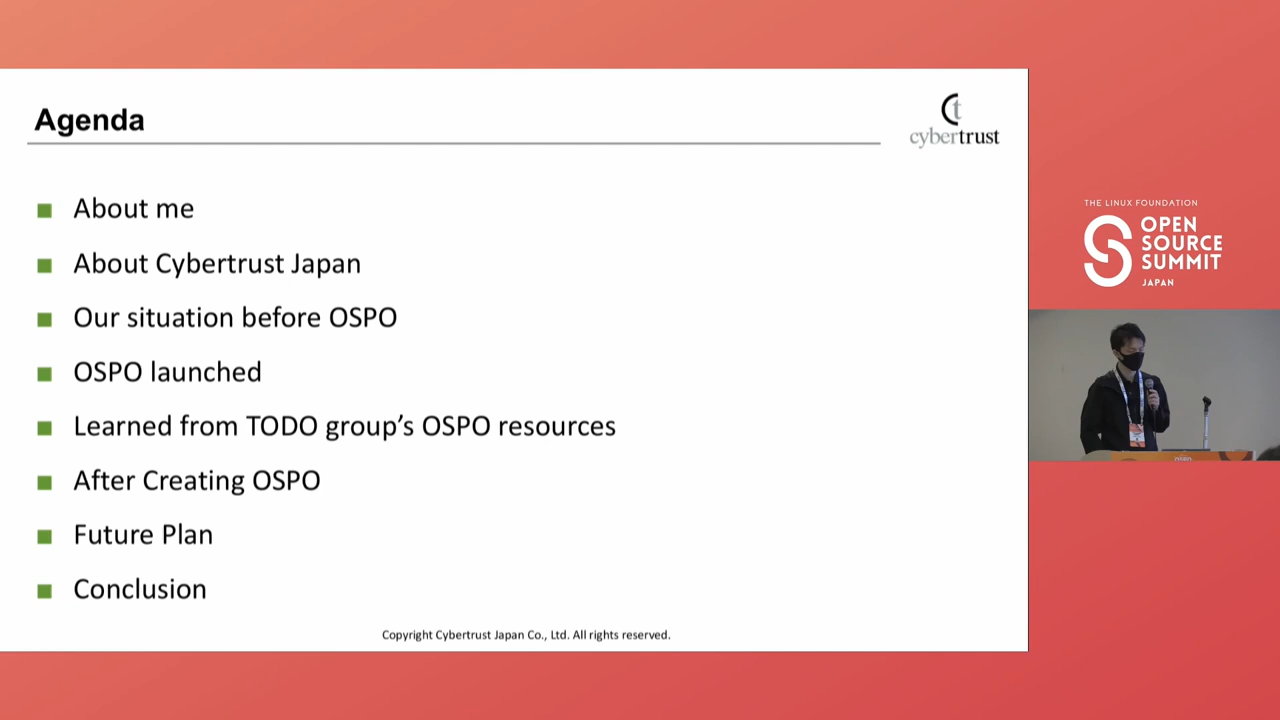 Agenda
cybertrust
About me
About Cybertrust Japan
Our situation before OSPO
OSPO launched
Learned from TODO group's OSPO resources
After Creating OSPO
Future Plan
Conclusion
Copyright Cybertrust Japan Co., Ltd. All rights reserved.
THE LINUX FOUNDATION
OPEN
SOURCE
SUMMIT
JAPAN